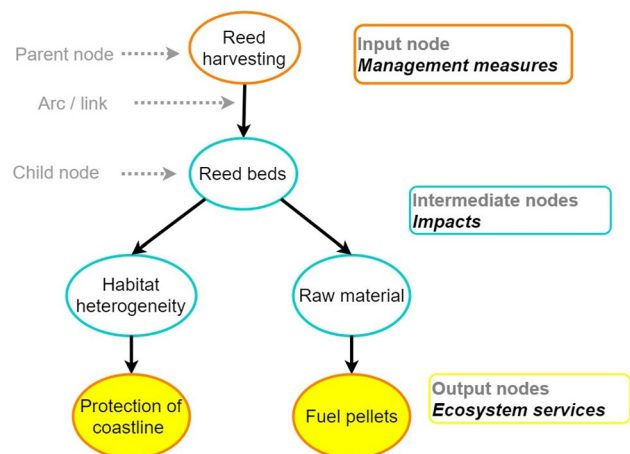 Reed
harvesting
Parent node
Input node
Management measures
Arc / link
Child node
Reed beds
Intermediate nodes
Impacts
Habitat
heterogeneity
Raw material
Protection of
coastline
Fuel pellets
Output nodes
Ecosystem services